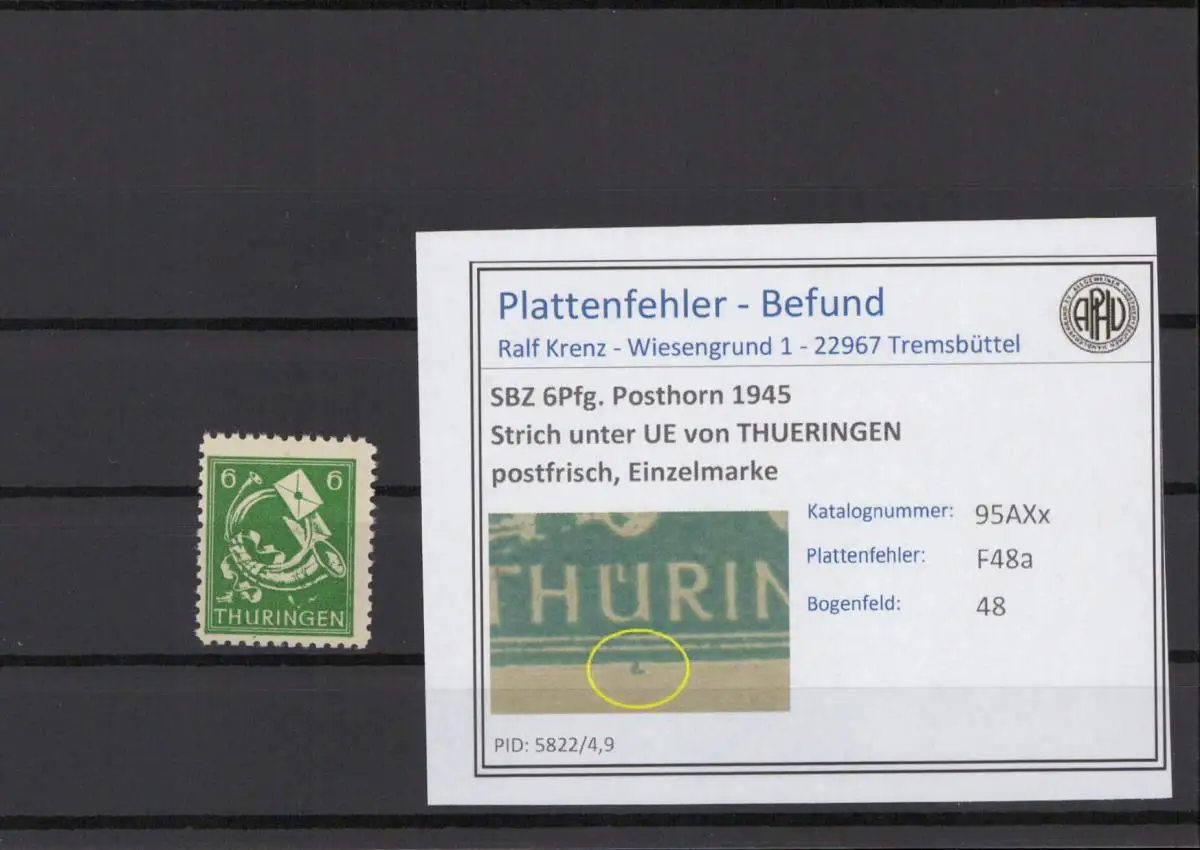 6 6
THÜRINGEN
Plattenfehler - Befund
Ralf Krenz - Wiesengrund 1 - 22967 Tremsbüttel
APHV
SBZ 6Pfg. Posthorn 1945
Strich unter UE von THUERINGEN
postfrisch, Einzelmarke
THÜRIN
Katalognummer: 95AXx
Plattenfehler: F48a
Bogenfeld: 48
PID: 5822/4,9